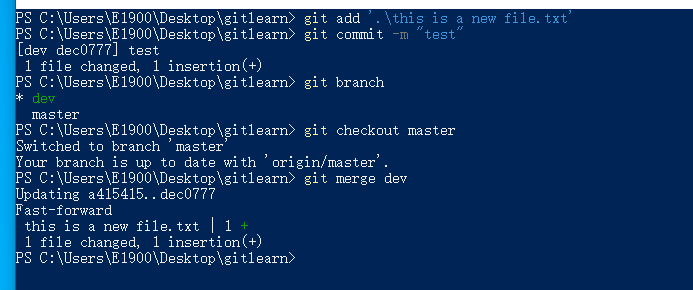 PS C:\Users\E1900\Desktop\gitlearn> git add '.\this is a new file.txt'
PS C:\Users\E1900\Desktop\gitlearn> git commit -m "test"
[dev dec0777] test
 1 file changed, 1 insertion(+)
PS C:\Users\E1900\Desktop\gitlearn> git branch
* dev
  master
PS C:\Users\E1900\Desktop\gitlearn> git checkout master
Switched to branch 'master'
Your branch is up to date with 'origin/master'.
PS C:\Users\E1900\Desktop\gitlearn> git merge dev
Updating a415415..dec0777
Fast-forward
 this is a new file.txt | 1 +
 1 file changed, 1 insertion(+)
PS C:\Users\E1900\Desktop\gitlearn>